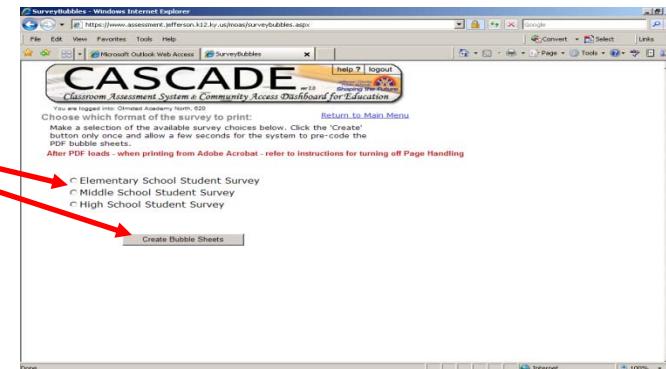 SurveyBubbles - Windows Internet Explorer
https://www.assessment.jefferson.k12.ky.us/moas/surveybubbles.aspx
Google
File Edit View Favorites Tools Help
Convert Select
Links
Microsoft Outlook Web Access
SurveyBubbles
Page Tools
help ? logout
CASCADE
ver 2.0
Shaping the Future
Classroom Assessment System & Community Access Dashboard for Education
You are logged into: Olmsted Academy North, 620
Choose which format of the survey to print:
Return to Main Menu
Make a selection of the available survey choices below. Click the 'Create'
button only once and allow a few seconds for the system to pre-code the
PDF bubble sheets.
After PDF loads - when printing from Adobe Acrobat - refer to instructions for turning off Page Handling
Elementary School Student Survey
Middle School Student Survey
High School Student Survey
Create Bubble Sheets
Done
Internet
100%